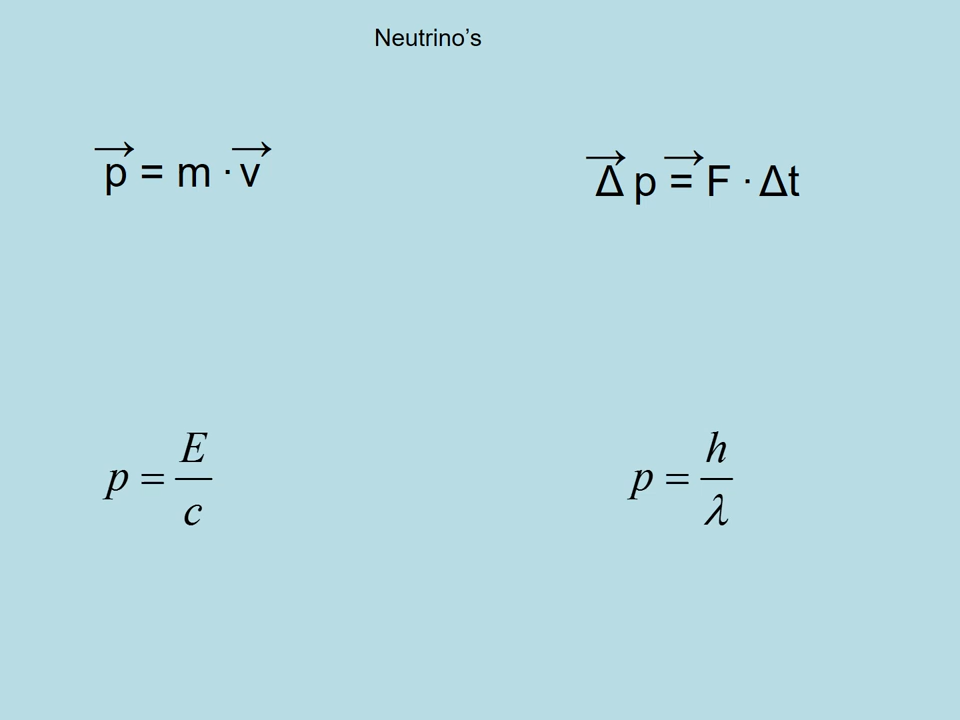 Neutrino’s
→p = m · →v
→Δ p →= F · Δt
p = E/c
p = h/λ